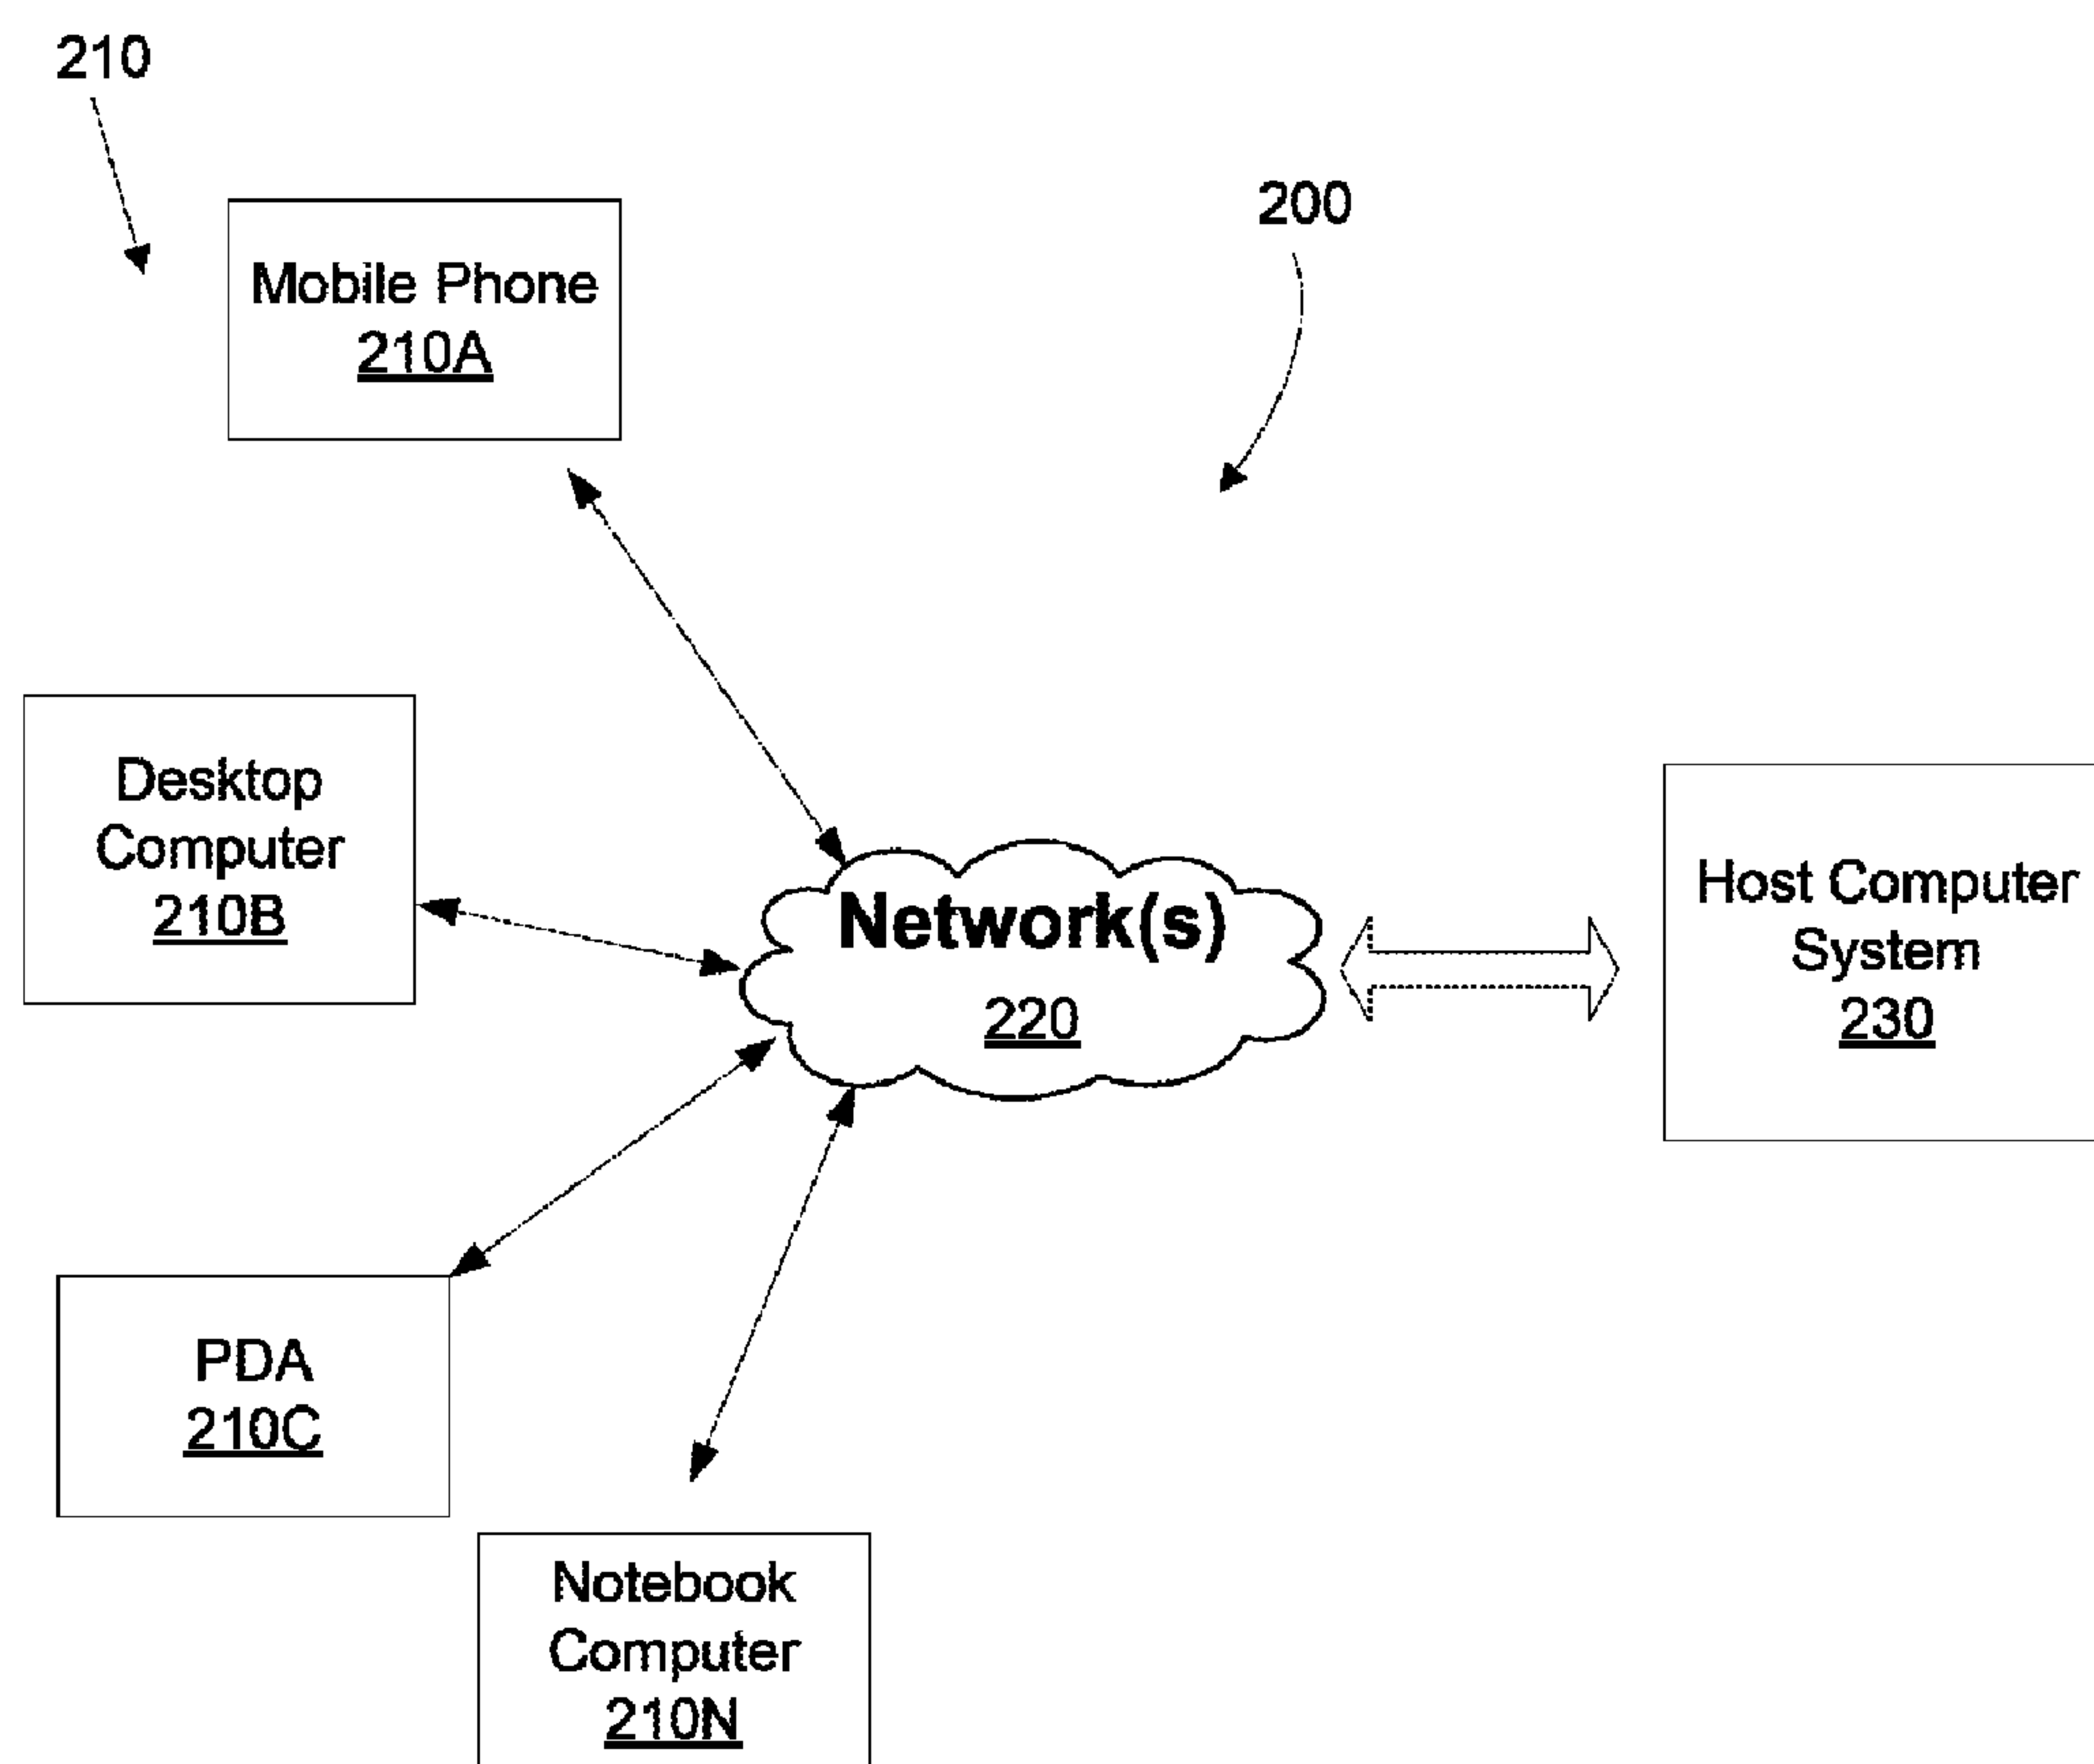 210
200
Mobile Phone
210A
Desktop
Computer
210B
Network(s)
220
Host Computer
System
230
PDA
210C
Notebook
Computer
210N